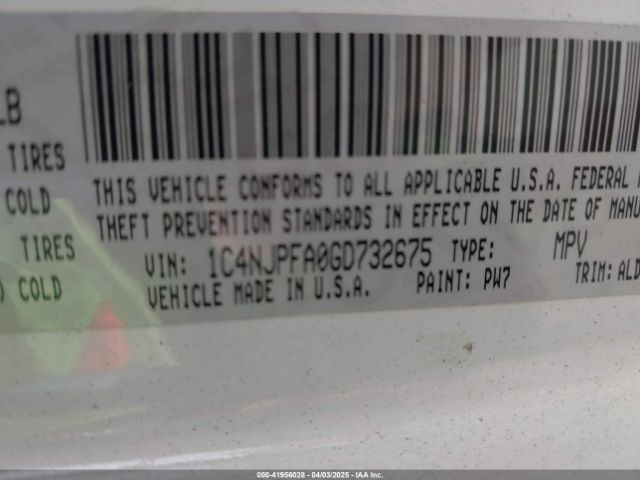 LB
TIRES
COLD
TIRES
) COLD
THIS VEHICLE CONFORMS TO ALL APPLICABLE U.S.A. FEDERAL
THEFT PREVENTION STANDARDS IN EFFECT ON THE DATE OF MANU
VIN: 1C4NJPFA0GD732675 TYPE: MPV
VEHICLE MADE IN U.S.A. PAINT: PW7 TRIM: ALD
000-41956028 - 04/03/2025 - IAA Inc.